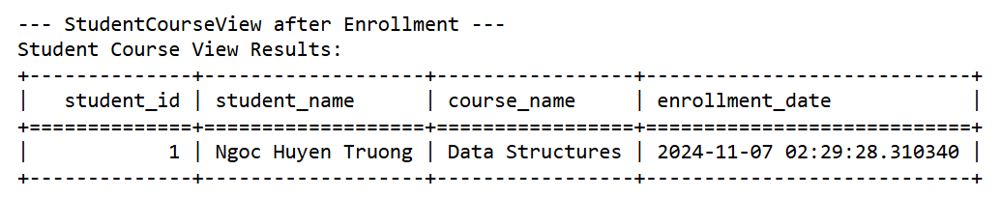 --- StudentCourseView after Enrollment ---
Student Course View Results:
+--------------+-------------------+-----------------+----------------------------+
|   student_id | student_name      | course_name     | enrollment_date            |
+==============+===================+=================+============================+
|            1 | Ngoc Huyen Truong | Data Structures | 2024-11-07 02:29:28.310340 |
+--------------+-------------------+-----------------+----------------------------+